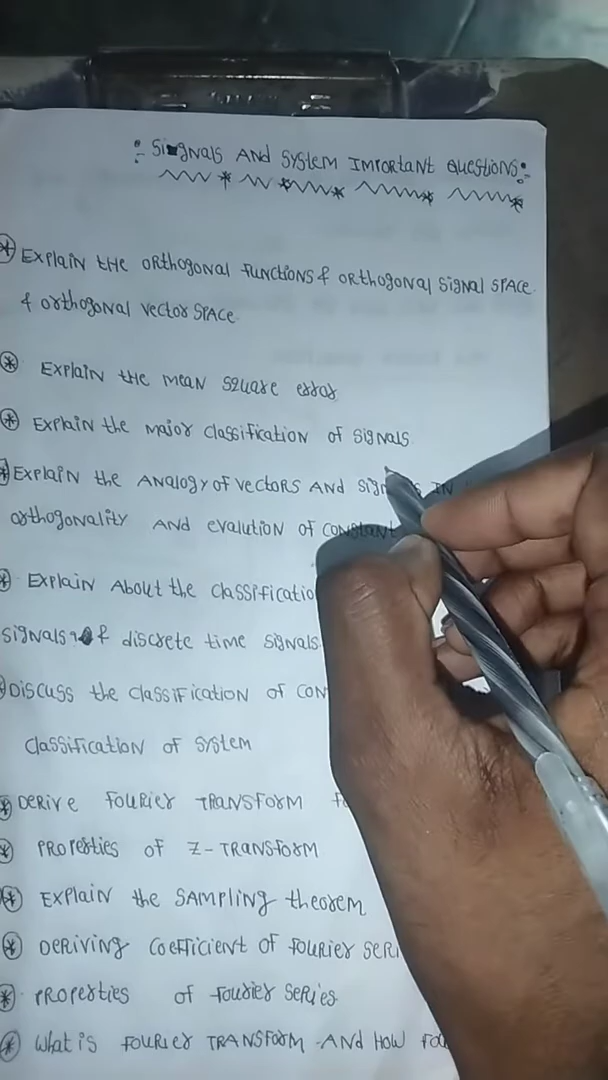 :- Signals AND System IMPORtANt QUESTIONS:-
EXPLAIN tHE ORthogonal functions & ORthogonal Signal SPAce
& oRthogonal Vector SPAce
EXPlaiN the MEAN SQUARE ERROR
EXPLAIN the major classification of SIGNALS
EXPLAIN the ANAlogy of Vectors AND IN
oRthogonaliTY AND evalution OF CONSTANT
EXPLAIN About the
SIGNALS & discrete time SIGNALS
DISCUSS the classification of
Classification of System
DERIVE FOURIER TRANSFORM
PROPERTIES OF Z-TRANSFORM
EXPLAIN the SAMPLING theorem
DERIVING COEFFICIENT OF FOURIER
PROPERTIES of FOURIER SERIES
What is FOURIER TRANSFORM AND HOW